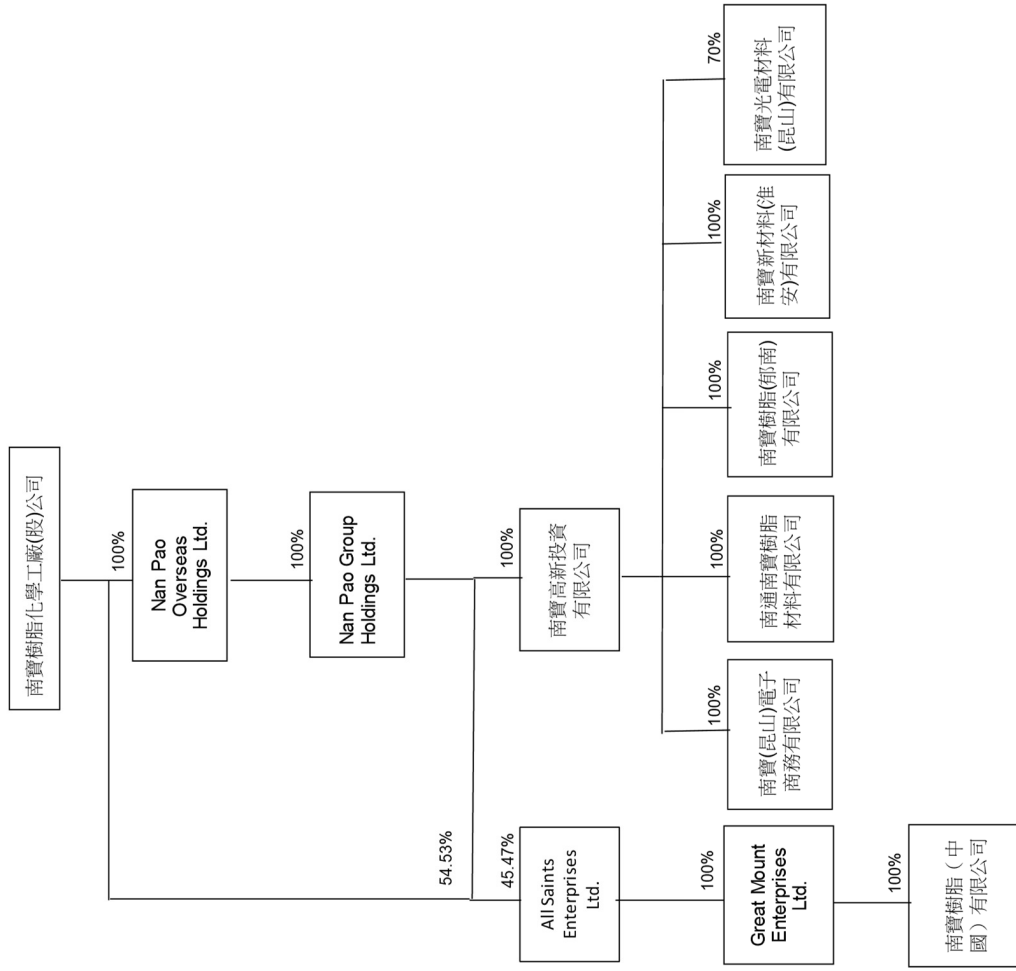 南寶樹脂化學工廠(股)公司
100%
Nan Pao
Overseas
Holdings Ltd.
100%
Nan Pao Group
Holdings Ltd.
54.53%
45.47%
All Saints
Enterprises
Ltd.
100%
南寶高新投資
有限公司
100%
Great Mount
Enterprises
Ltd.
100%
南寶(昆山)電子
商務有限公司
100%
南通南寶樹脂
材料有限公司
100%
南寶樹脂(郁南)
有限公司
100%
南寶新材料(淮
安)有限公司
70%
南寶光電材料
(昆山)有限公司
100%
南寶樹脂（中
國）有限公司